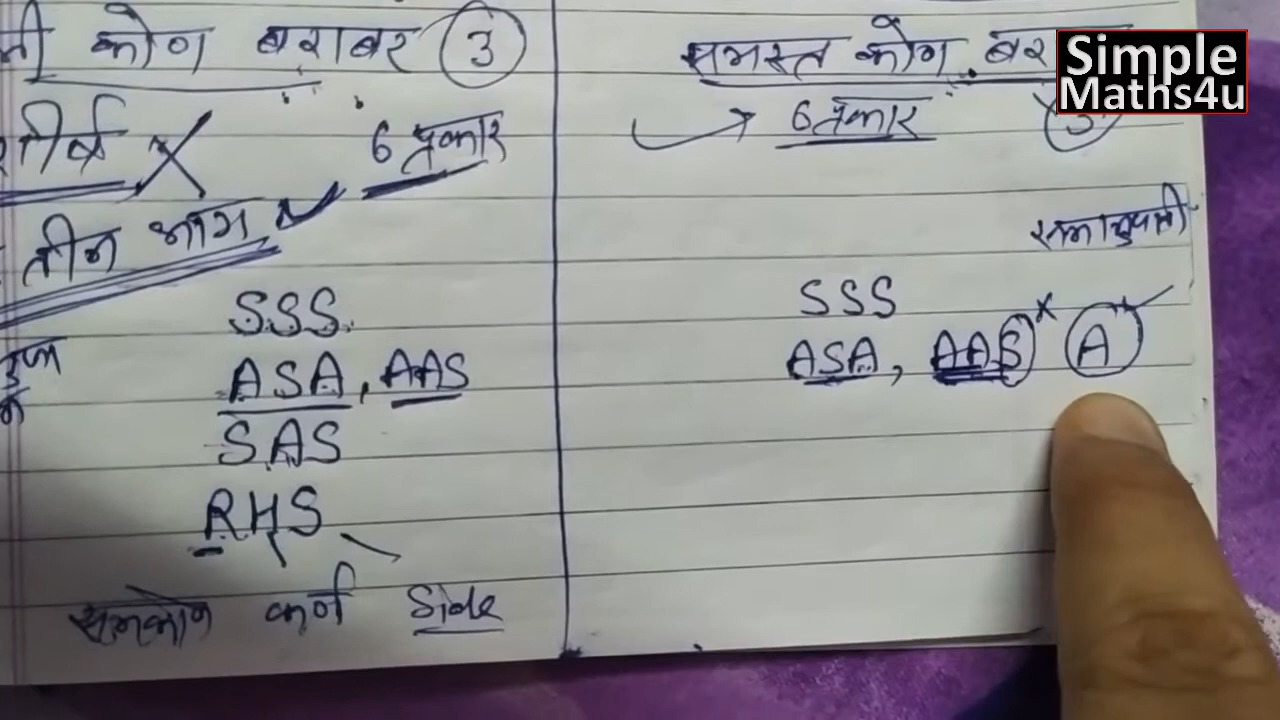 कोण बराबर 3
6 प्रकार
तीन भाग
SSS
ASA, AAS
SAS
RHS
समकोण कर्ण Side
समस्त कोण
6 प्रकार
समानुपाती
SSS
ASA, AAS A
Simple
Maths4u